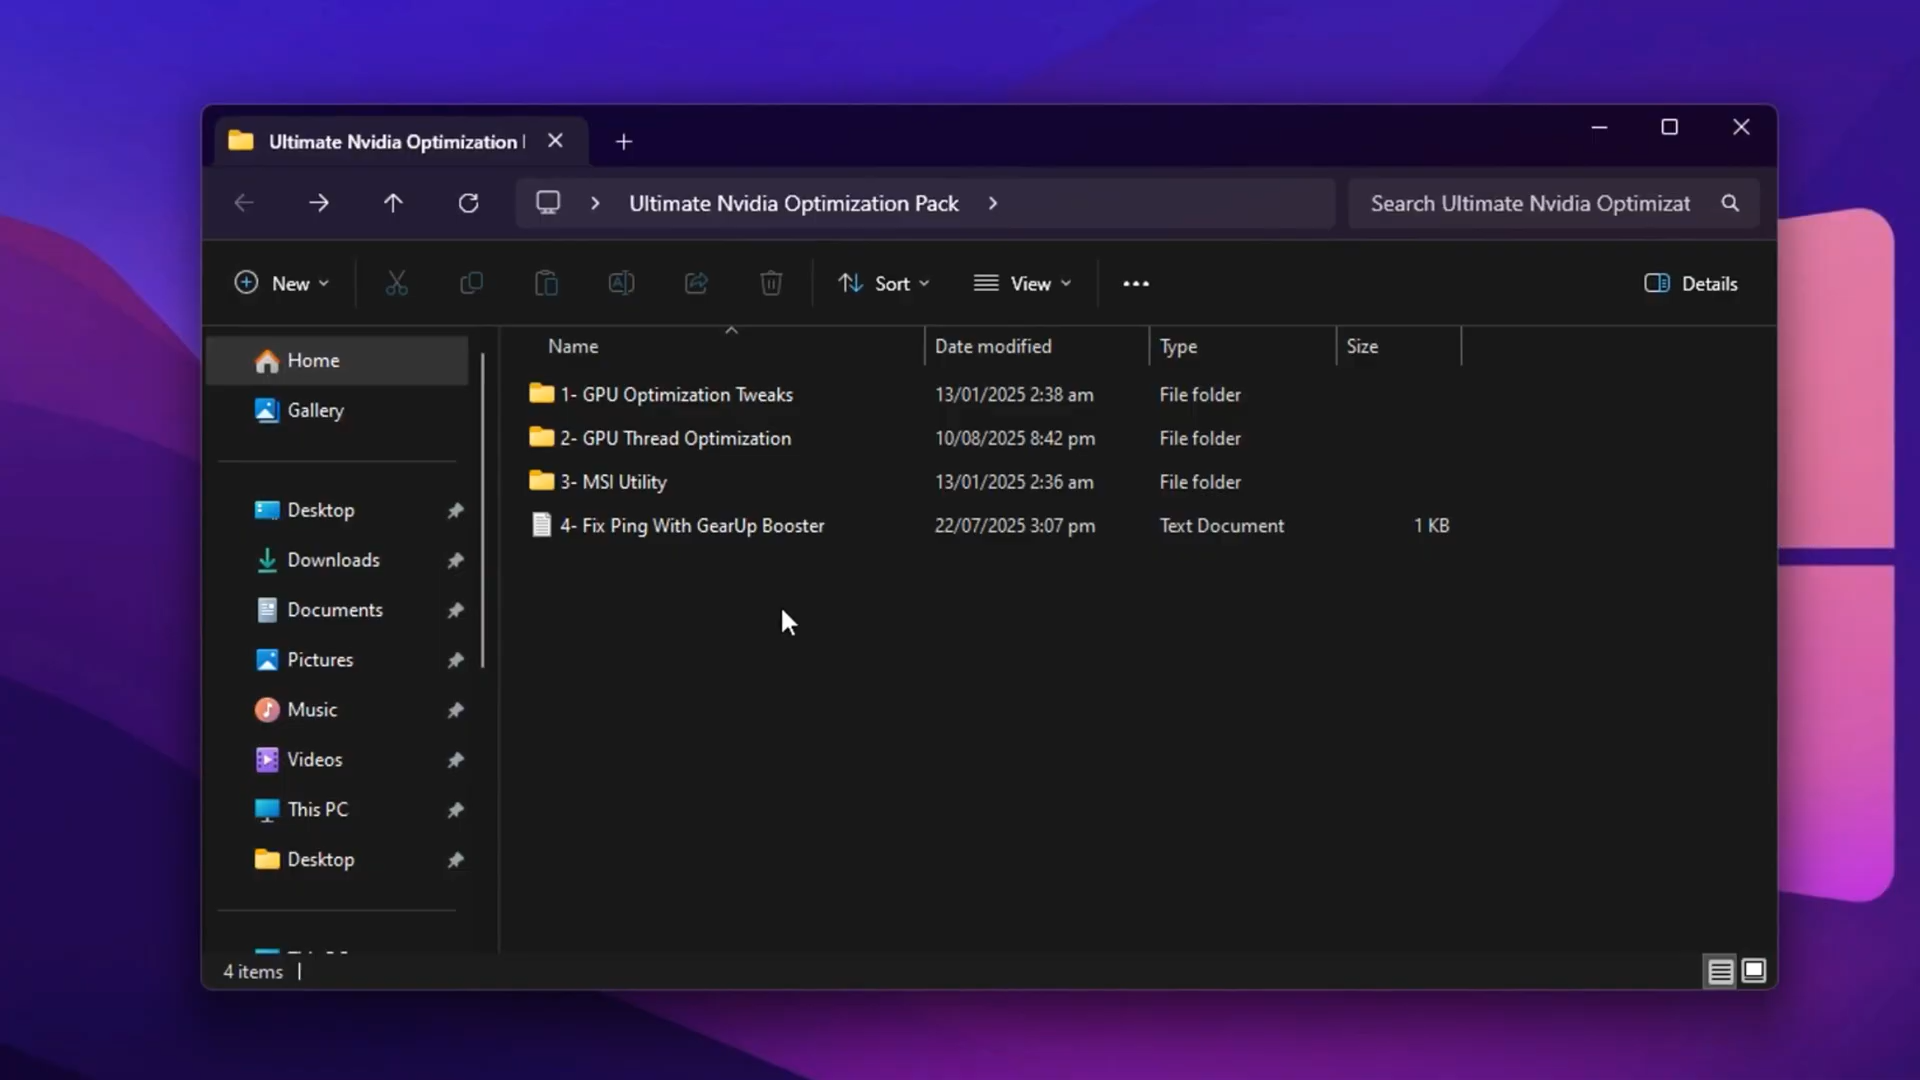 Ultimate Nvidia Optimization
Ultimate Nvidia Optimization Pack
Search Ultimate Nvidia Optimizat
New
Sort
View
Details
Name Date modified Type Size
Home
Gallery
Desktop
Downloads
Documents
Pictures
Music
Videos
This PC
Desktop
1- GPU Optimization Tweaks 13/01/2025 2:38 am File folder
2- GPU Thread Optimization 10/08/2025 8:42 pm File folder
3- MSI Utility 13/01/2025 2:36 am File folder
4- Fix Ping With GearUp Booster 22/07/2025 3:07 pm Text Document 1 KB
4 items